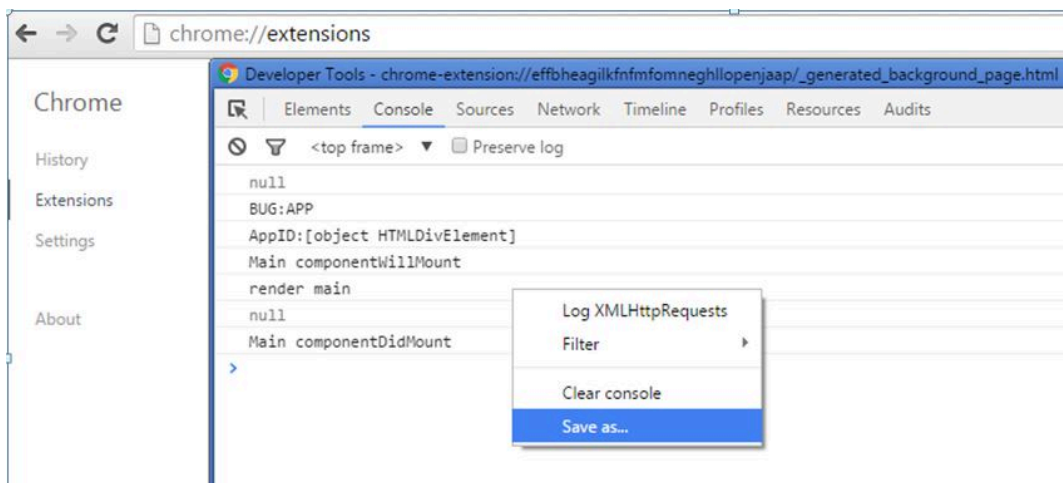 chrome://extensions
Chrome
History
Extensions
Settings
About
Developer Tools - chrome-extension://effbheagilkfnfmfomneghllopenjaap/_generated_background_page.html
Elements Console Sources Network Timeline Profiles Resources Audits
<top frame> ▼ Preserve log
null
BUG:APP
AppID:[object HTMLDivElement]
Main componentWillMount
render main
null
Main componentDidMount
>
Log XMLHttpRequests
Filter
Clear console
Save as...